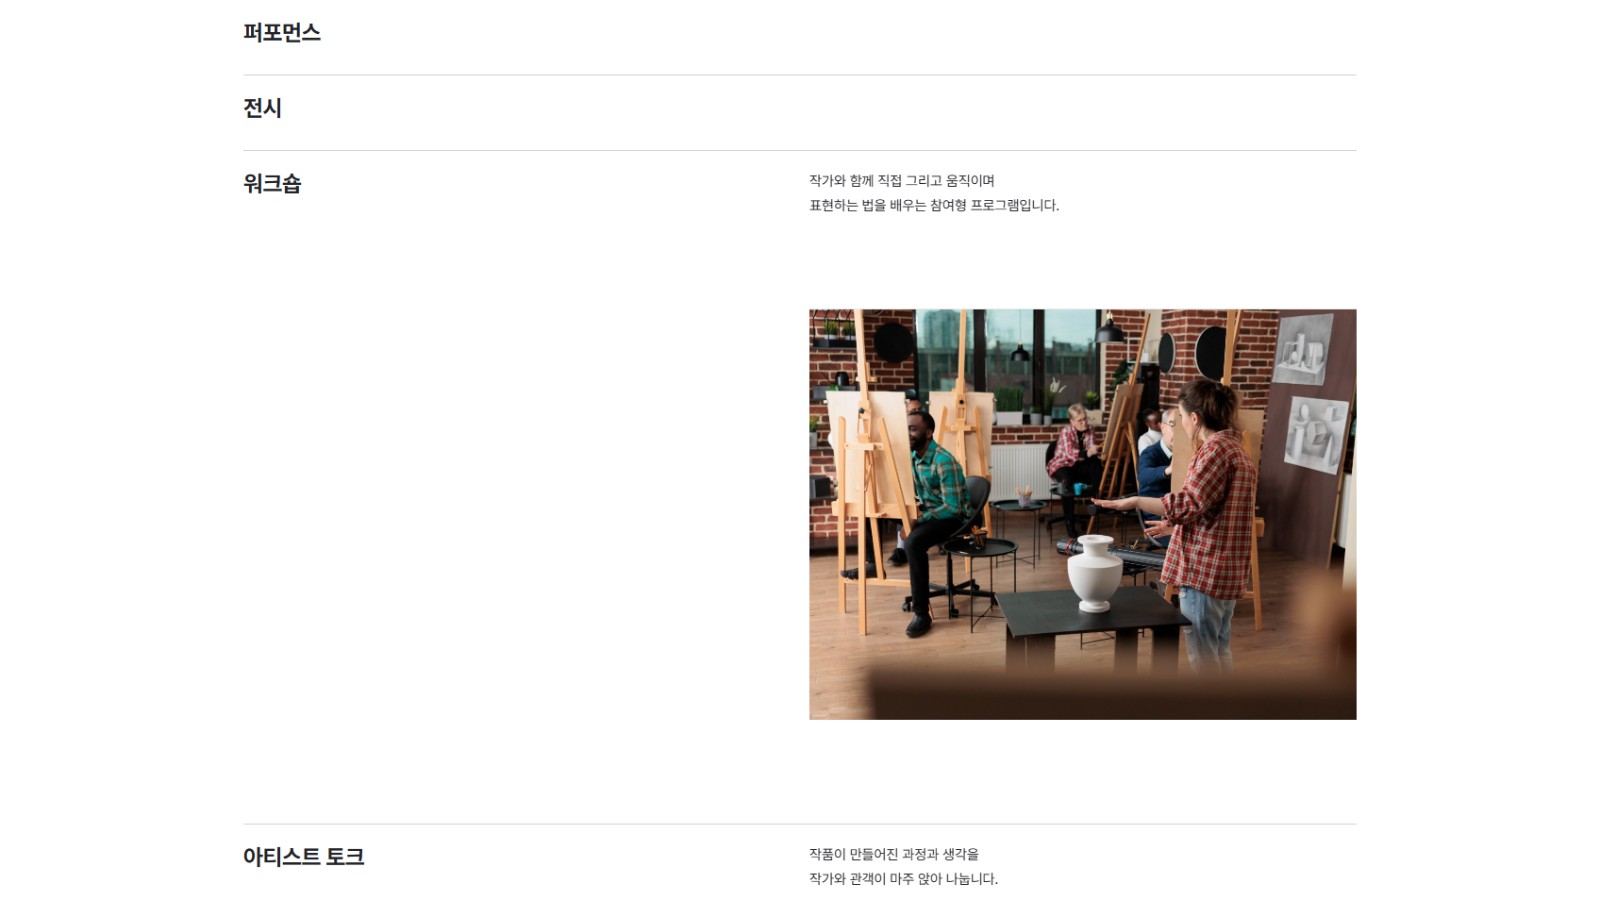 퍼포먼스
전시
워크숍
작가와 함께 직접 그리고 움직이며
표현하는 법을 배우는 참여형 프로그램입니다.
아티스트 토크
작품이 만들어진 과정과 생각을
작가와 관객이 마주 앉아 나눕니다.